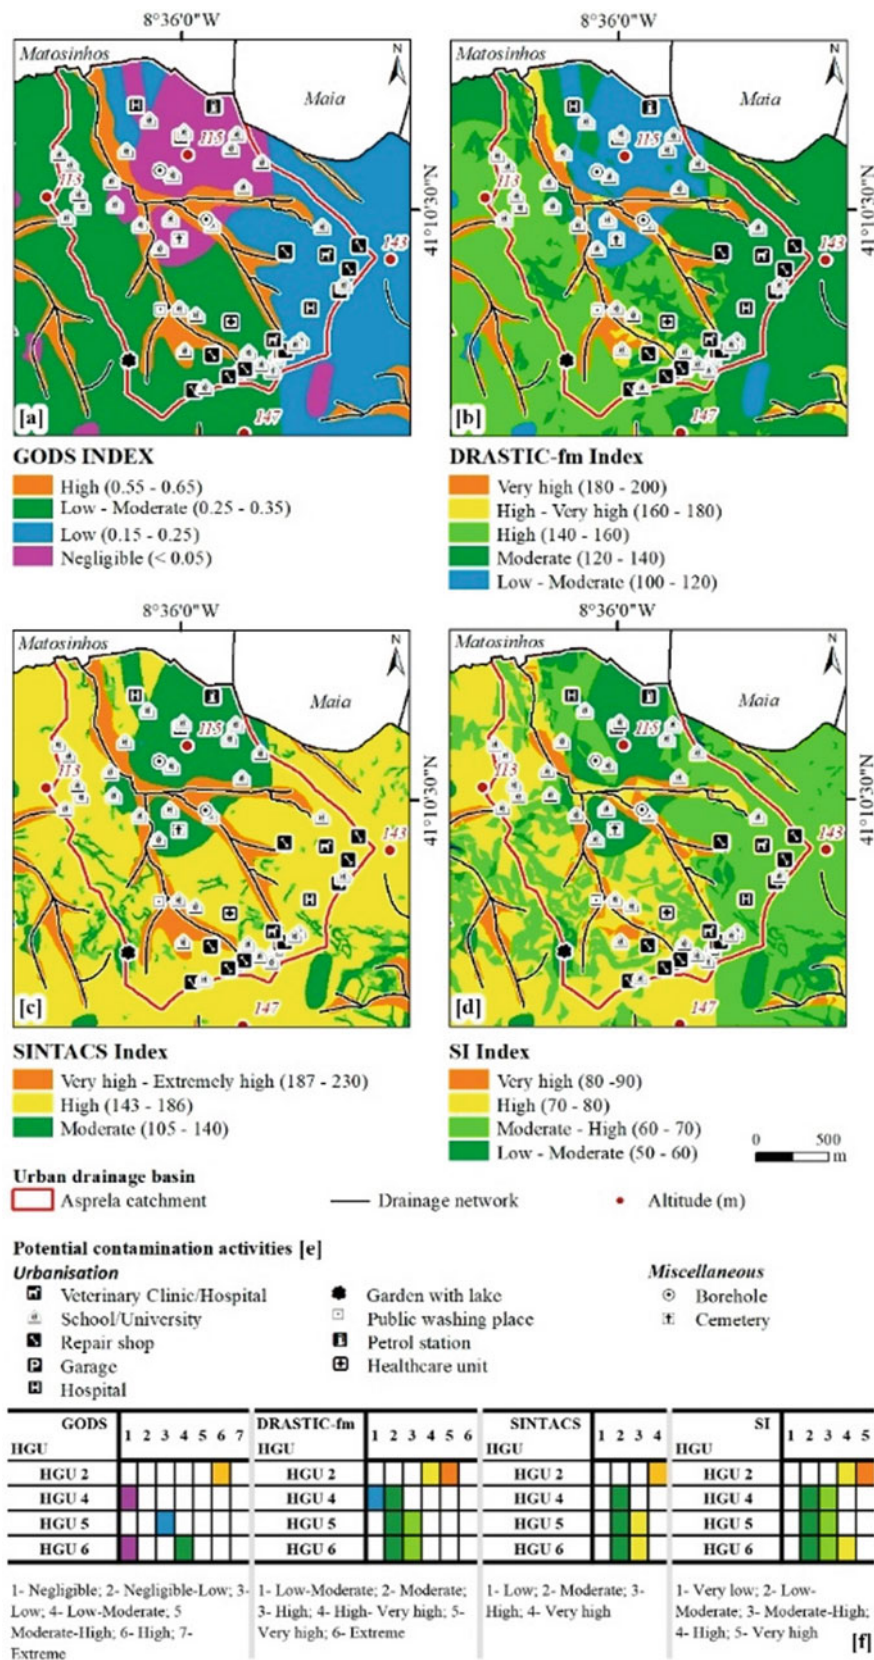 8°36'0"W
8°36'0"W
Matosinhos
N
Maia
115
113
143
147
[a]
41°10'30"N
Matosinhos
N
Maia
115
113
143
147
[b]
41°10'30"N
GODS INDEX
High (0.55 - 0.65)
Low - Moderate (0.25 - 0.35)
Low (0.15 - 0.25)
Negligible (< 0.05)
DRASTIC-fm Index
Very high (180 - 200)
High - Very high (160 - 180)
High (140 - 160)
Moderate (120 - 140)
Low - Moderate (100 - 120)
8°36'0"W
8°36'0"W
Matosinhos
N
Maia
115
113
143
147
[c]
41°10'30"N
Matosinhos
N
Maia
115
113
143
147
[d]
41°10'30"N
SINTACS Index
Very high - Extremely high (187 - 230)
High (143 - 186)
Moderate (105 - 140)
SI Index
Very high (80 -90)
High (70 - 80)
Moderate - High (60 - 70)
Low - Moderate (50 - 60)
0 500
m
Urban drainage basin
Asprela catchment
Drainage network
Altitude (m)
Potential contamination activities [e]
Urbanisation
Veterinary Clinic/Hospital
School/University
Repair shop
P Garage
H Hospital
Garden with lake
Public washing place
Petrol station
Healthcare unit
Miscellaneous
Borehole
Cemetery
GODS 1 2 3 4 5 6 7
HGU
HGU 2
HGU 4
HGU 5
HGU 6
1- Negligible; 2- Negligible-Low; 3-
Low; 4- Low-Moderate; 5
Moderate-High; 6- High; 7-
Extreme
DRASTIC-fm 1 2 3 4 5 6
HGU
HGU 2
HGU 4
HGU 5
HGU 6
1- Low-Moderate; 2- Moderate;
3- High; 4- High- Very high; 5-
Very high; 6- Extreme
SINTACS 1 2 3 4
HGU
HGU 2
HGU 4
HGU 5
HGU 6
1- Low; 2- Moderate; 3-
High; 4- Very high
SI 1 2 3 4 5
HGU
HGU 2
HGU 4
HGU 5
HGU 6
1- Very low; 2- Low-
Moderate; 3- Moderate-High;
4- High; 5- Very high
[f]